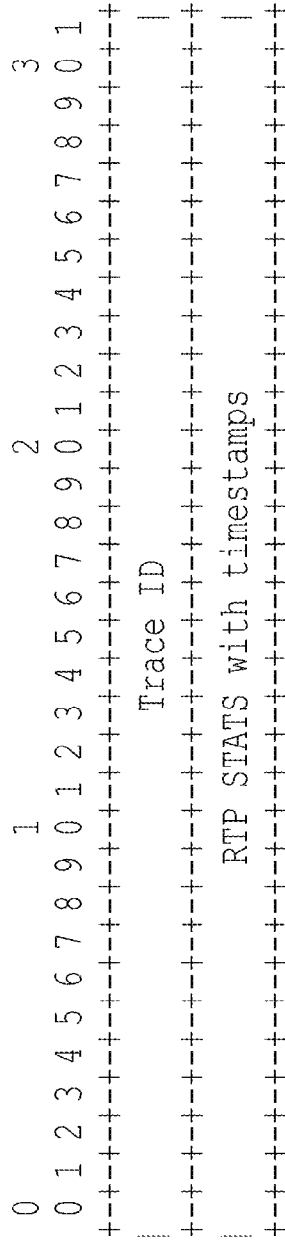 0                   1                   2                   3
 0 1 2 3 4 5 6 7 8 9 0 1 2 3 4 5 6 7 8 9 0 1 2 3 4 5 6 7 8 9 0 1
+-+-+-+-+-+-+-+-+-+-+-+-+-+-+-+-+-+-+-+-+-+-+-+-+-+-+-+-+-+-+-+-+
|                           Trace ID                            |
+-+-+-+-+-+-+-+-+-+-+-+-+-+-+-+-+-+-+-+-+-+-+-+-+-+-+-+-+-+-+-+-+
|                   RTP STATS with timestamps                   |
+-+-+-+-+-+-+-+-+-+-+-+-+-+-+-+-+-+-+-+-+-+-+-+-+-+-+-+-+-+-+-+-+